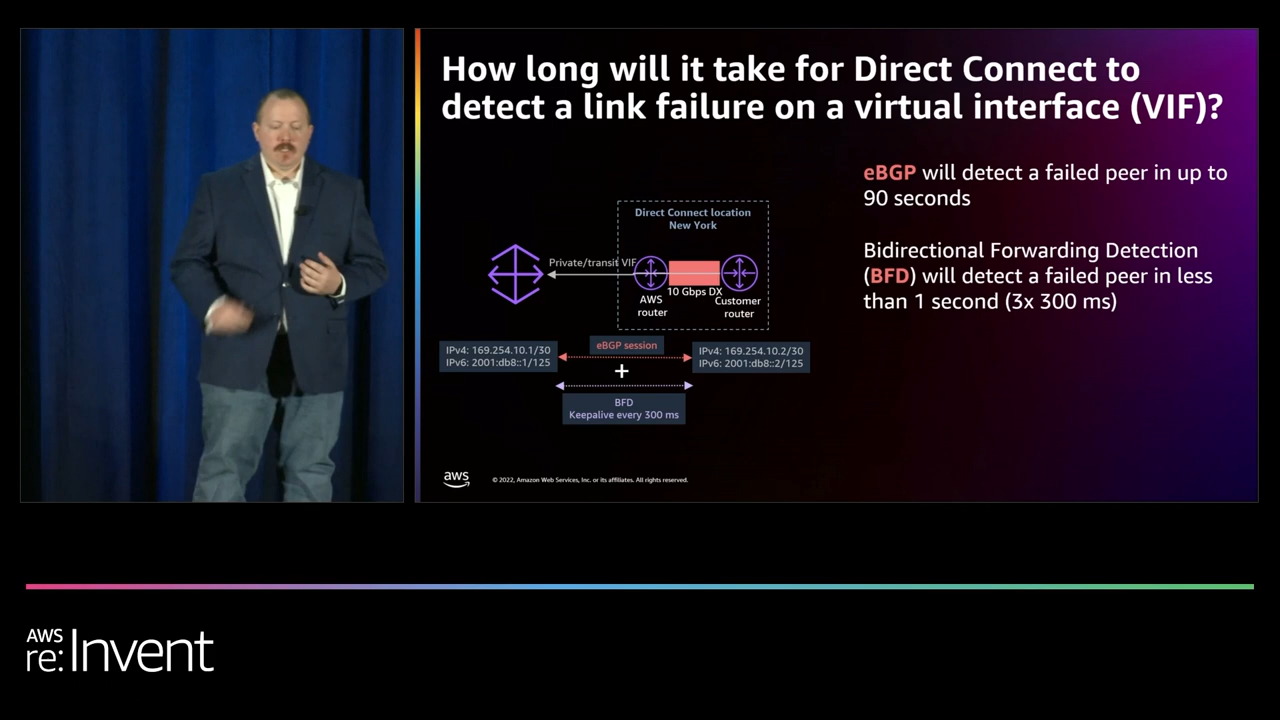 How long will it take for Direct Connect to
detect a link failure on a virtual interface (VIF)?
eBGP will detect a failed peer in up to
90 seconds
Bidirectional Forwarding Detection
(BFD) will detect a failed peer in less
than 1 second (3x 300 ms)
Direct Connect location
New York
Private/transit VIF
10 Gbps DX
AWS
router
Customer
router
IPv4: 169.254.10.1/30
IPv6: 2001:db8::1/125
eBGP session
IPv4: 169.254.10.2/30
IPv6: 2001:db8::2/125
+
BFD
Keepalive every 300 ms
aws
© 2022, Amazon Web Services, Inc. or its affiliates. All rights reserved.
AWS
re:Invent